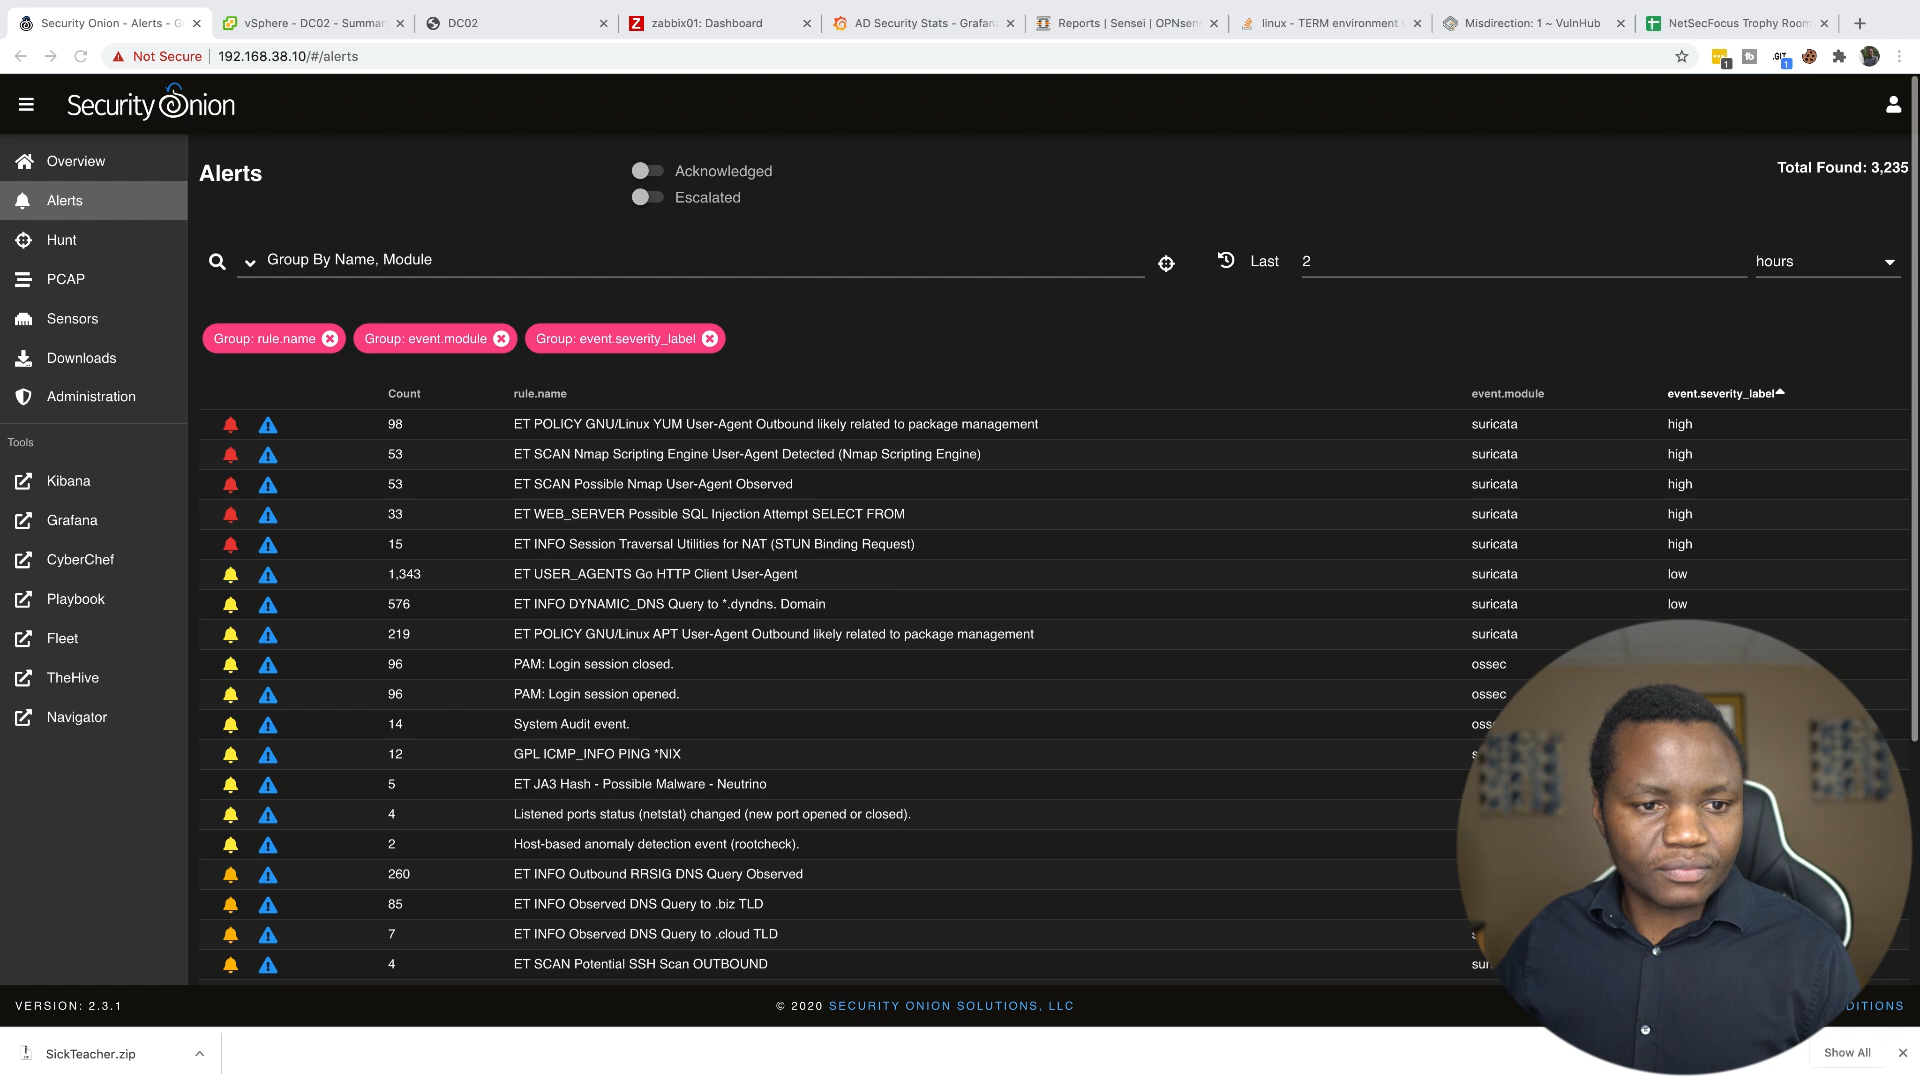 Security Onion - Alerts - G
vSphere - DC02 - Summar
DC02
Z
zabbix01: Dashboard
AD Security Stats - Grafana
Reports | Sensei | OPNsen
linux - TERM environment v
Misdirection: 1 ~ VulnHub
NetSecFocus Trophy Room
Not Secure
192.168.38.10/#/alerts
1
tb
.GIT
1
Security Onion
Overview
Alerts
Hunt
PCAP
Sensors
Downloads
Administration
Tools
Kibana
Grafana
CyberChef
Playbook
Fleet
TheHive
Navigator
Alerts
Acknowledged
Escalated
Total Found: 3,235
Group By Name, Module
Last 2 hours
Group: rule.name
Group: event.module
Group: event.severity_label
Count rule.name event.module event.severity_label
98 ET POLICY GNU/Linux YUM User-Agent Outbound likely related to package management suricata high
53 ET SCAN Nmap Scripting Engine User-Agent Detected (Nmap Scripting Engine) suricata high
53 ET SCAN Possible Nmap User-Agent Observed suricata high
33 ET WEB_SERVER Possible SQL Injection Attempt SELECT FROM suricata high
15 ET INFO Session Traversal Utilities for NAT (STUN Binding Request) suricata high
1,343 ET USER_AGENTS Go HTTP Client User-Agent suricata low
576 ET INFO DYNAMIC_DNS Query to *.dyndns. Domain suricata low
219 ET POLICY GNU/Linux APT User-Agent Outbound likely related to package management suricata
96 PAM: Login session closed. ossec
96 PAM: Login session opened. ossec
14 System Audit event. oss
12 GPL ICMP_INFO PING *NIX s
5 ET JA3 Hash - Possible Malware - Neutrino
4 Listened ports status (netstat) changed (new port opened or closed).
2 Host-based anomaly detection event (rootcheck).
260 ET INFO Outbound RRSIG DNS Query Observed
85 ET INFO Observed DNS Query to .biz TLD
7 ET INFO Observed DNS Query to .cloud TLD
4 ET SCAN Potential SSH Scan OUTBOUND sur
VERSION: 2.3.1
© 2020 SECURITY ONION SOLUTIONS, LLC
DITIONS
SickTeacher.zip
Show All